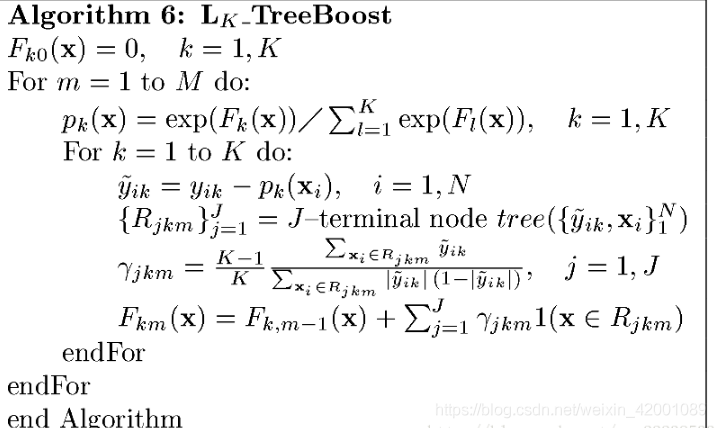 Algorithm 6: L_K_TreeBoost
F_{k0}(x) = 0, k = 1, K
For m = 1 to M do:
p_k(x) = exp(F_k(x)) / ∑_{l=1}^{K} exp(F_l(x)), k = 1, K
For k = 1 to K do:
ỹ_{ik} = y_{ik} − p_k(x_i), i = 1, N
{R_{jkm}}_{j=1}^{J} = J–terminal node tree({ỹ_{ik}, x_i}_1^N)
γ_{jkm} = \frac{K−1}{K} \frac{∑_{x_i∈R_{jkm}} ỹ_{ik}}{∑_{x_i∈R_{jkm}} |ỹ_{ik}| (1−|ỹ_{ik}|)}, j = 1, J
F_{km}(x) = F_{k,m−1}(x) + ∑_{j=1}^{J} γ_{jkm}1(x ∈ R_{jkm})
endFor
endFor
end Algorithm
https://blog.csdn.net/weixin_42001089